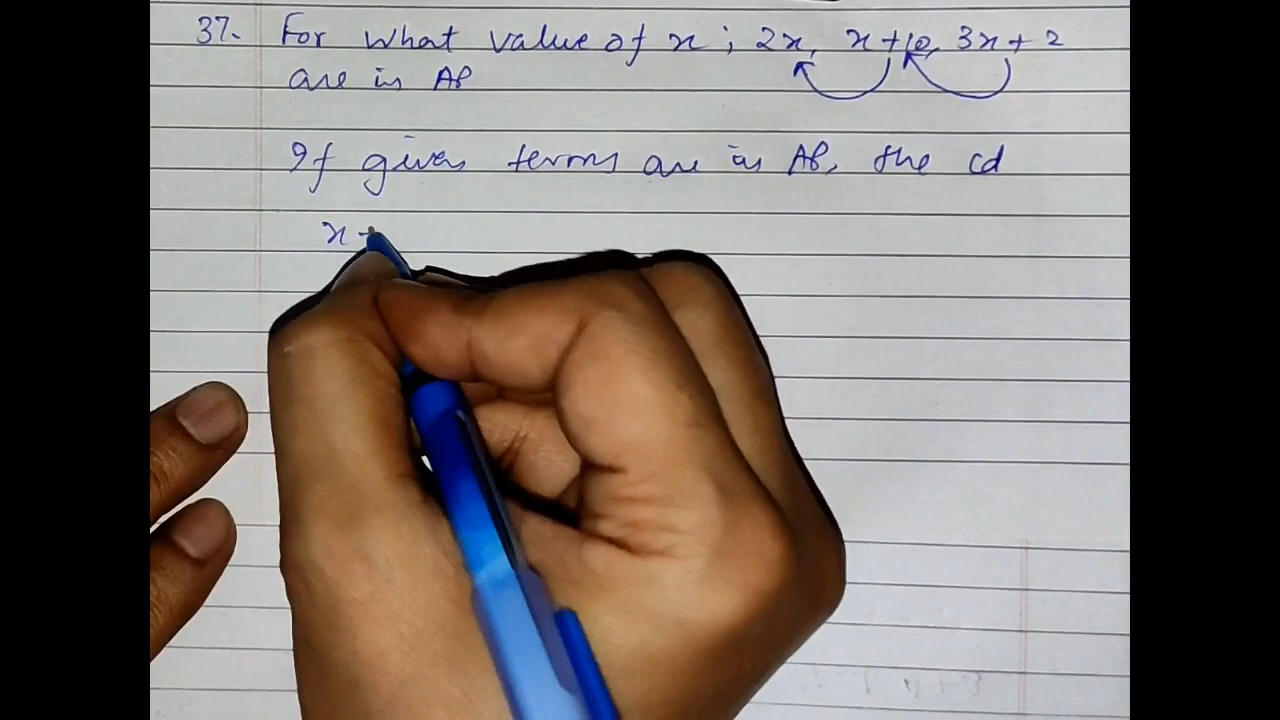 37. For what value of x ; 2x, x+10, 3x+2
are in AP
If given terms are in AP, the cd
x +